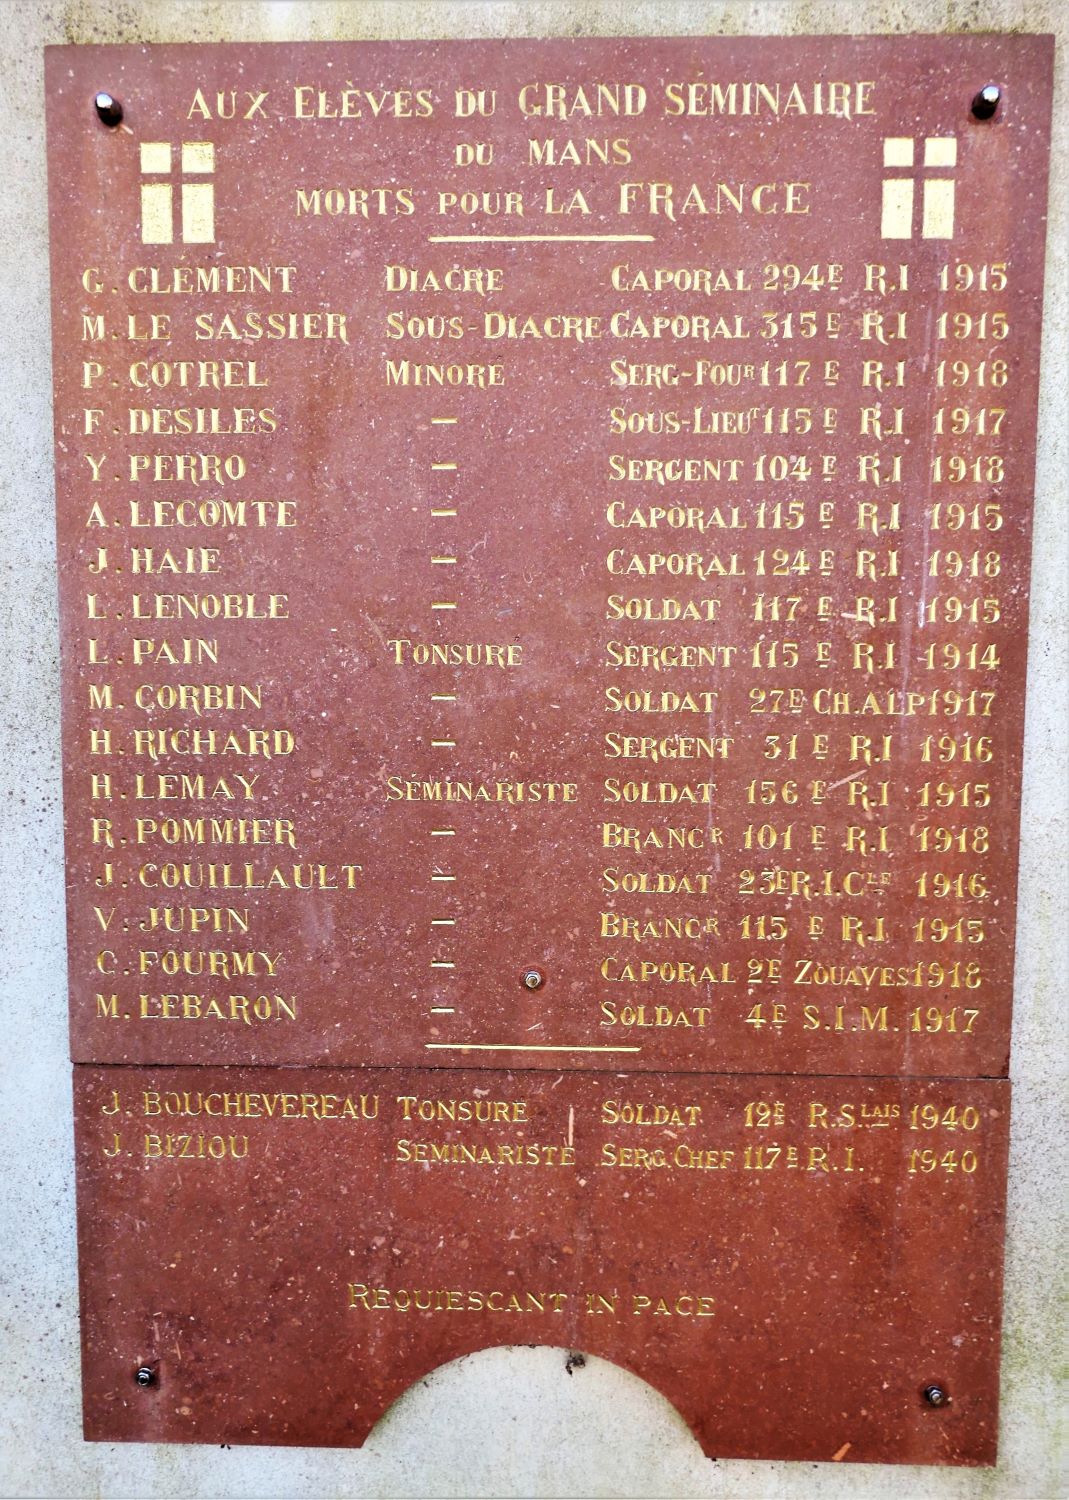 AUX ELÈVES DU GRAND SÉMINAIRE
DU MANS
MORTS POUR LA FRANCE
G. CLÉMENT DIACRE CAPORAL 294E R.I 1915
M. LE SASSIER SOUS-DIACRE CAPORAL 315E R.I 1915
P. COTREL MINORÉ SERG-FOUR 117E R.I 1918
F. DESILES — SOUS-LIEUT 115E R.I 1917
Y. PERRO — SERGENT 104E R.I 1918
A. LECOMTE — CAPORAL 115E R.I 1915
J. HAIE — CAPORAL 124E R.I 1918
L. LENOBLE — SOLDAT 117E R.I 1915
L. PAIN TONSURÉ SERGENT 115E R.I 1914
M. CORBIN — SOLDAT 27E CH.ALP 1917
H. RICHARD — SERGENT 31E R.I 1916
H. LEMAY SÉMINARISTE SOLDAT 156E R.I 1915
R. POMMIER — BRANCR 101E R.I 1918
J. COUILLAULT — SOLDAT 23E R.I.CLE 1916
V. JUPIN — BRANCR 115E R.I 1915
C. FOURMY — CAPORAL 2E ZOUAVES 1918
M. LEBARON — SOLDAT 4E S.I.M. 1917
J. BOUCHEVEREAU TONSURÉ SOLDAT 12E R.S.LAIS 1940
J. BIZIOU SÉMINARISTE SERG.CHEF 117E R.I. 1940
REQUIESCANT IN PACE